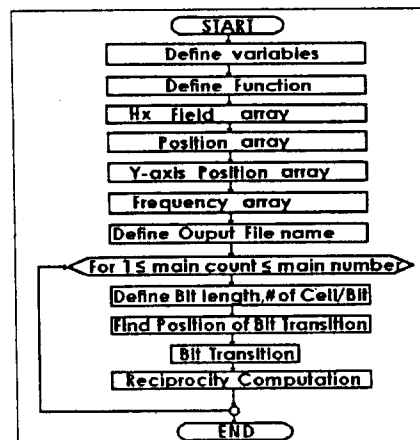 START
Define variables
Define Function
Hx Field array
Position array
Y-axis Position array
Frequency array
Define Ouput File name
For 1 ≤ main count ≤ main number
Define Bit length,# of Cell/Bit
Find Position of Bit Transition
Bit Transition
Reciprocity Computation
END